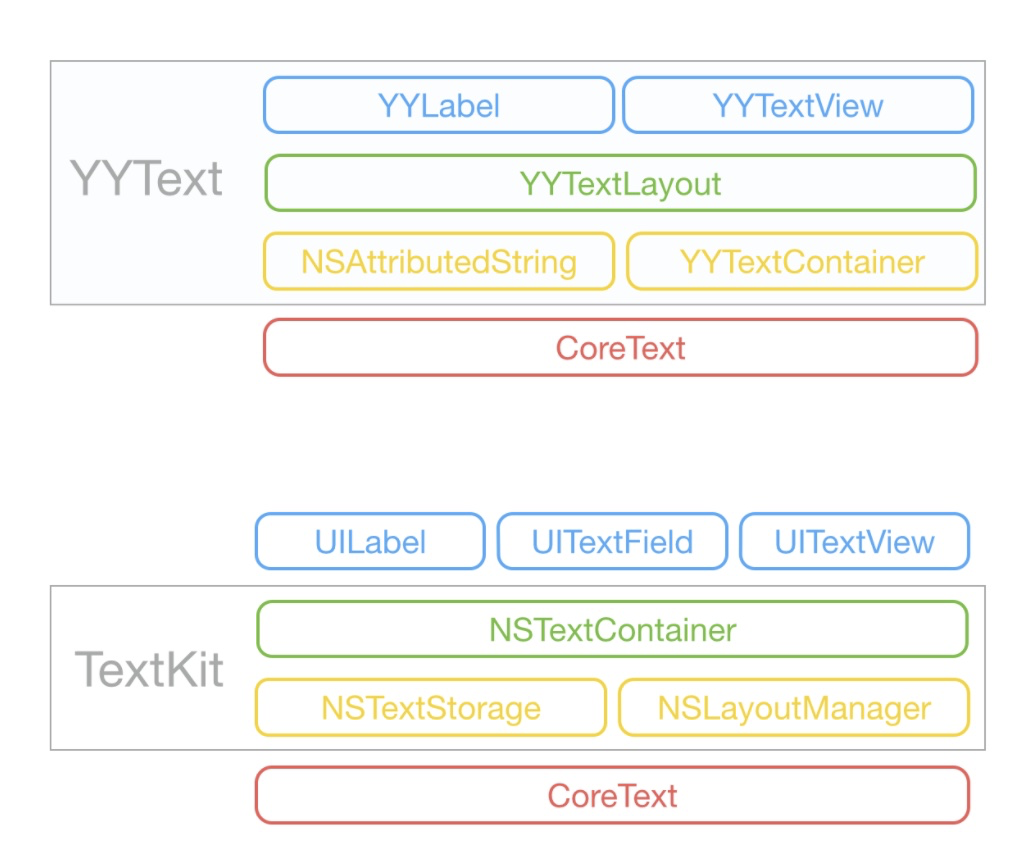 YYText
YYLabel
YYTextView
YYTextLayout
NSAttributedString
YYTextContainer
CoreText
UILabel
UITextField
UITextView
TextKit
NSTextContainer
NSTextStorage
NSLayoutManager
CoreText